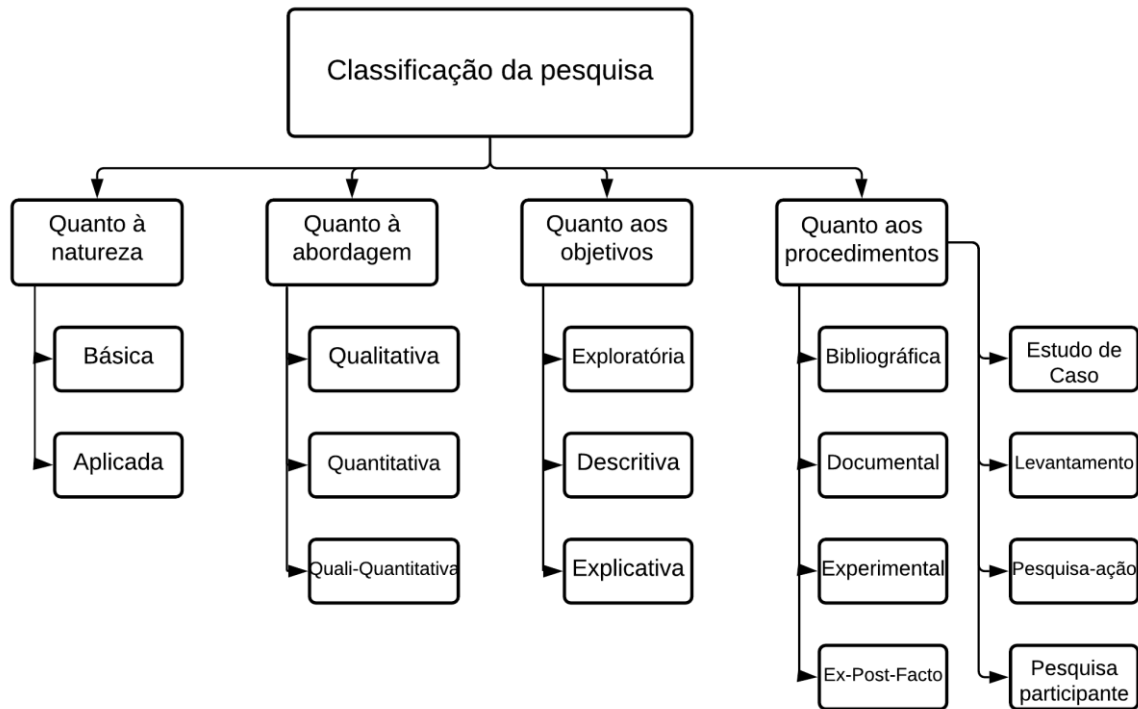 Classificação da pesquisa
Quanto à
natureza
Básica
Aplicada
Quanto à
abordagem
Qualitativa
Quantitativa
Quali-Quantitativa
Quanto aos
objetivos
Exploratória
Descritiva
Explicativa
Quanto aos
procedimentos
Bibliográfica
Documental
Experimental
Ex-Post-Facto
Estudo de
Caso
Levantamento
Pesquisa-ação
Pesquisa
participante